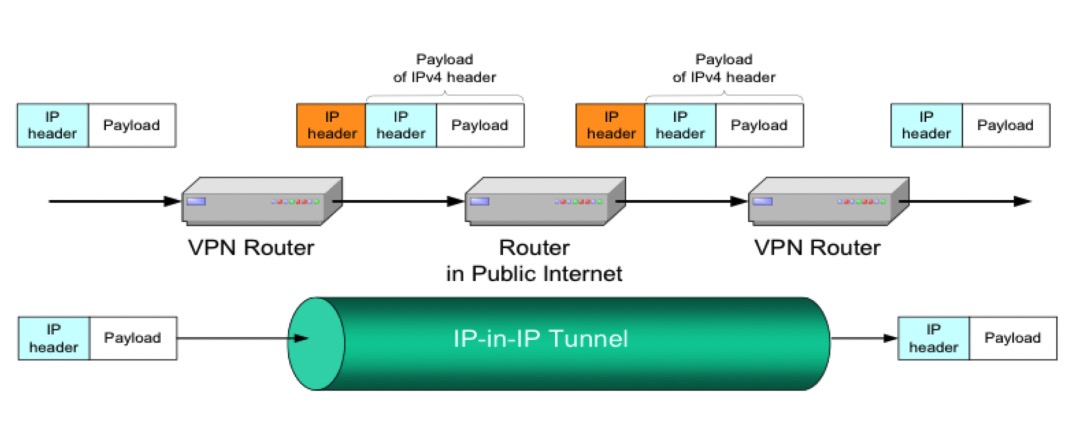 Payload
of IPv4 header
Payload
of IPv4 header
IP
header
Payload
IP
header
IP
header
Payload
IP
header
IP
header
Payload
IP
header
Payload
VPN Router
Router
in Public Internet
VPN Router
IP
header
Payload
IP-in-IP Tunnel
IP
header
Payload